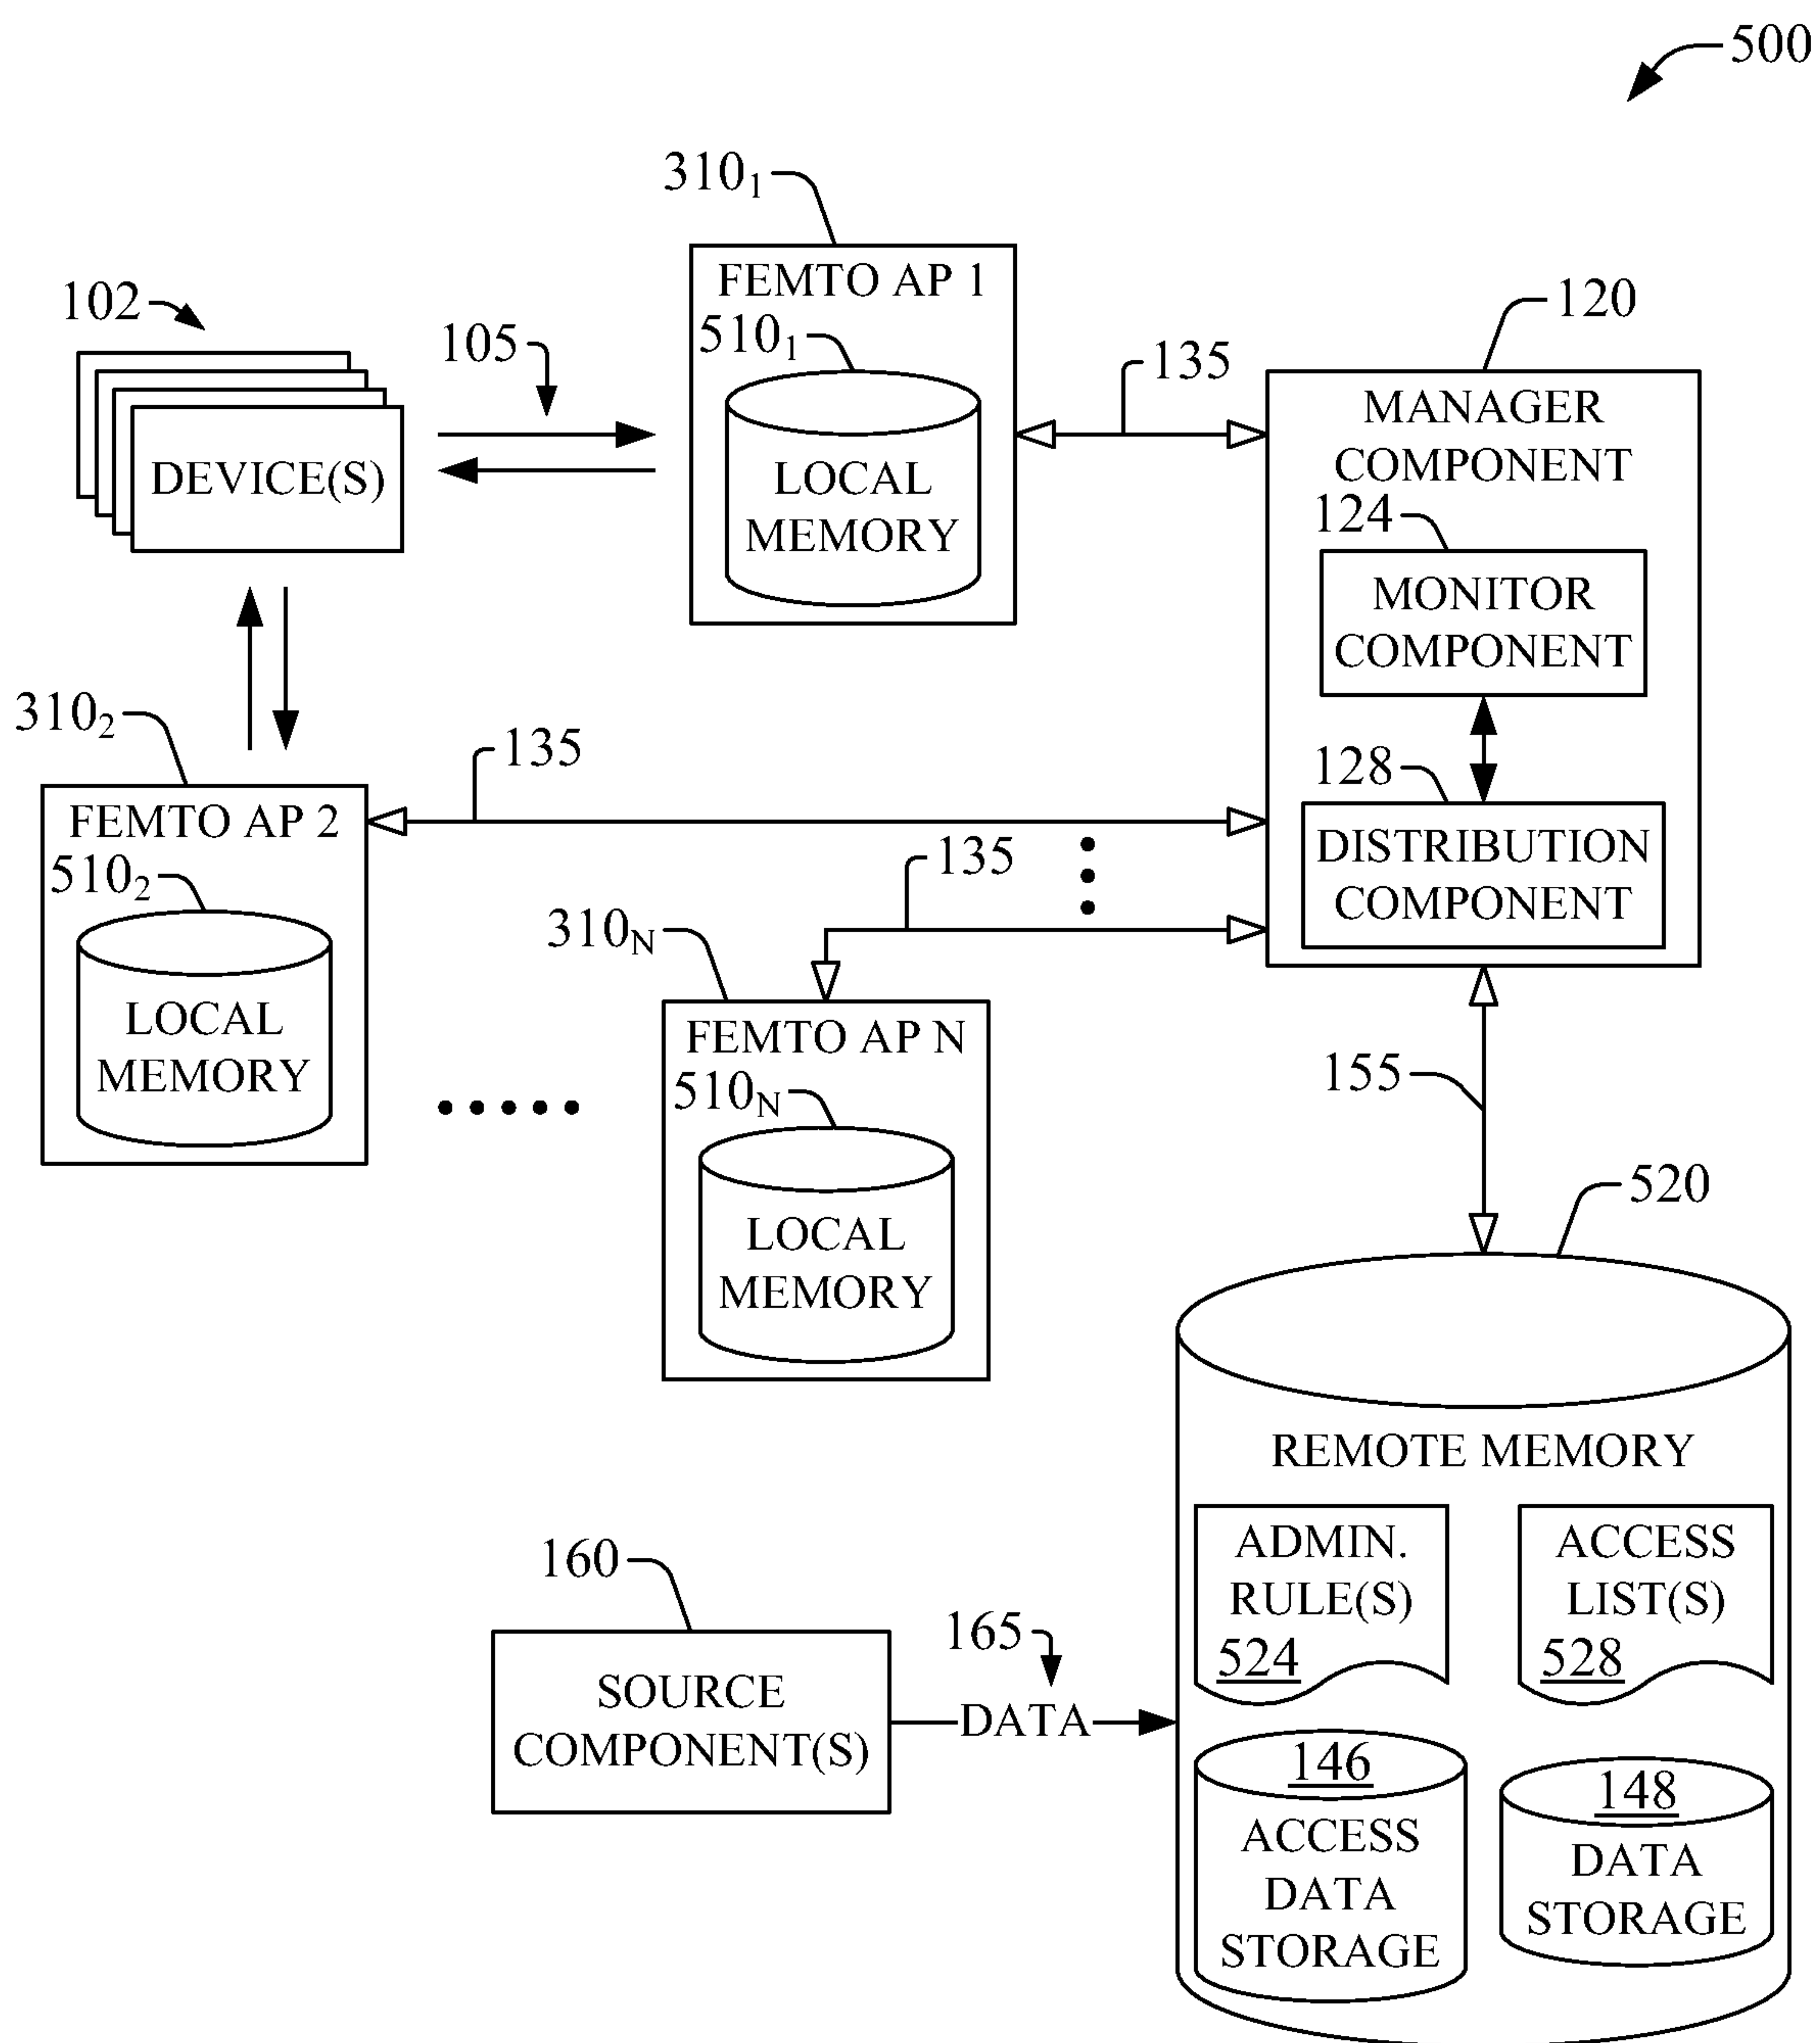 500
310₁
FEMTO AP 1
510₁
LOCAL
MEMORY
102
DEVICE(S)
105
135
120
MANAGER
COMPONENT
124
MONITOR
COMPONENT
128
DISTRIBUTION
COMPONENT
310₂
FEMTO AP 2
510₂
LOCAL
MEMORY
135
135
310N
FEMTO AP N
510N
LOCAL
MEMORY
155
520
REMOTE MEMORY
ADMIN.
RULE(S)
524
ACCESS
LIST(S)
528
160
SOURCE
COMPONENT(S)
165
DATA
146
ACCESS
DATA
STORAGE
148
DATA
STORAGE